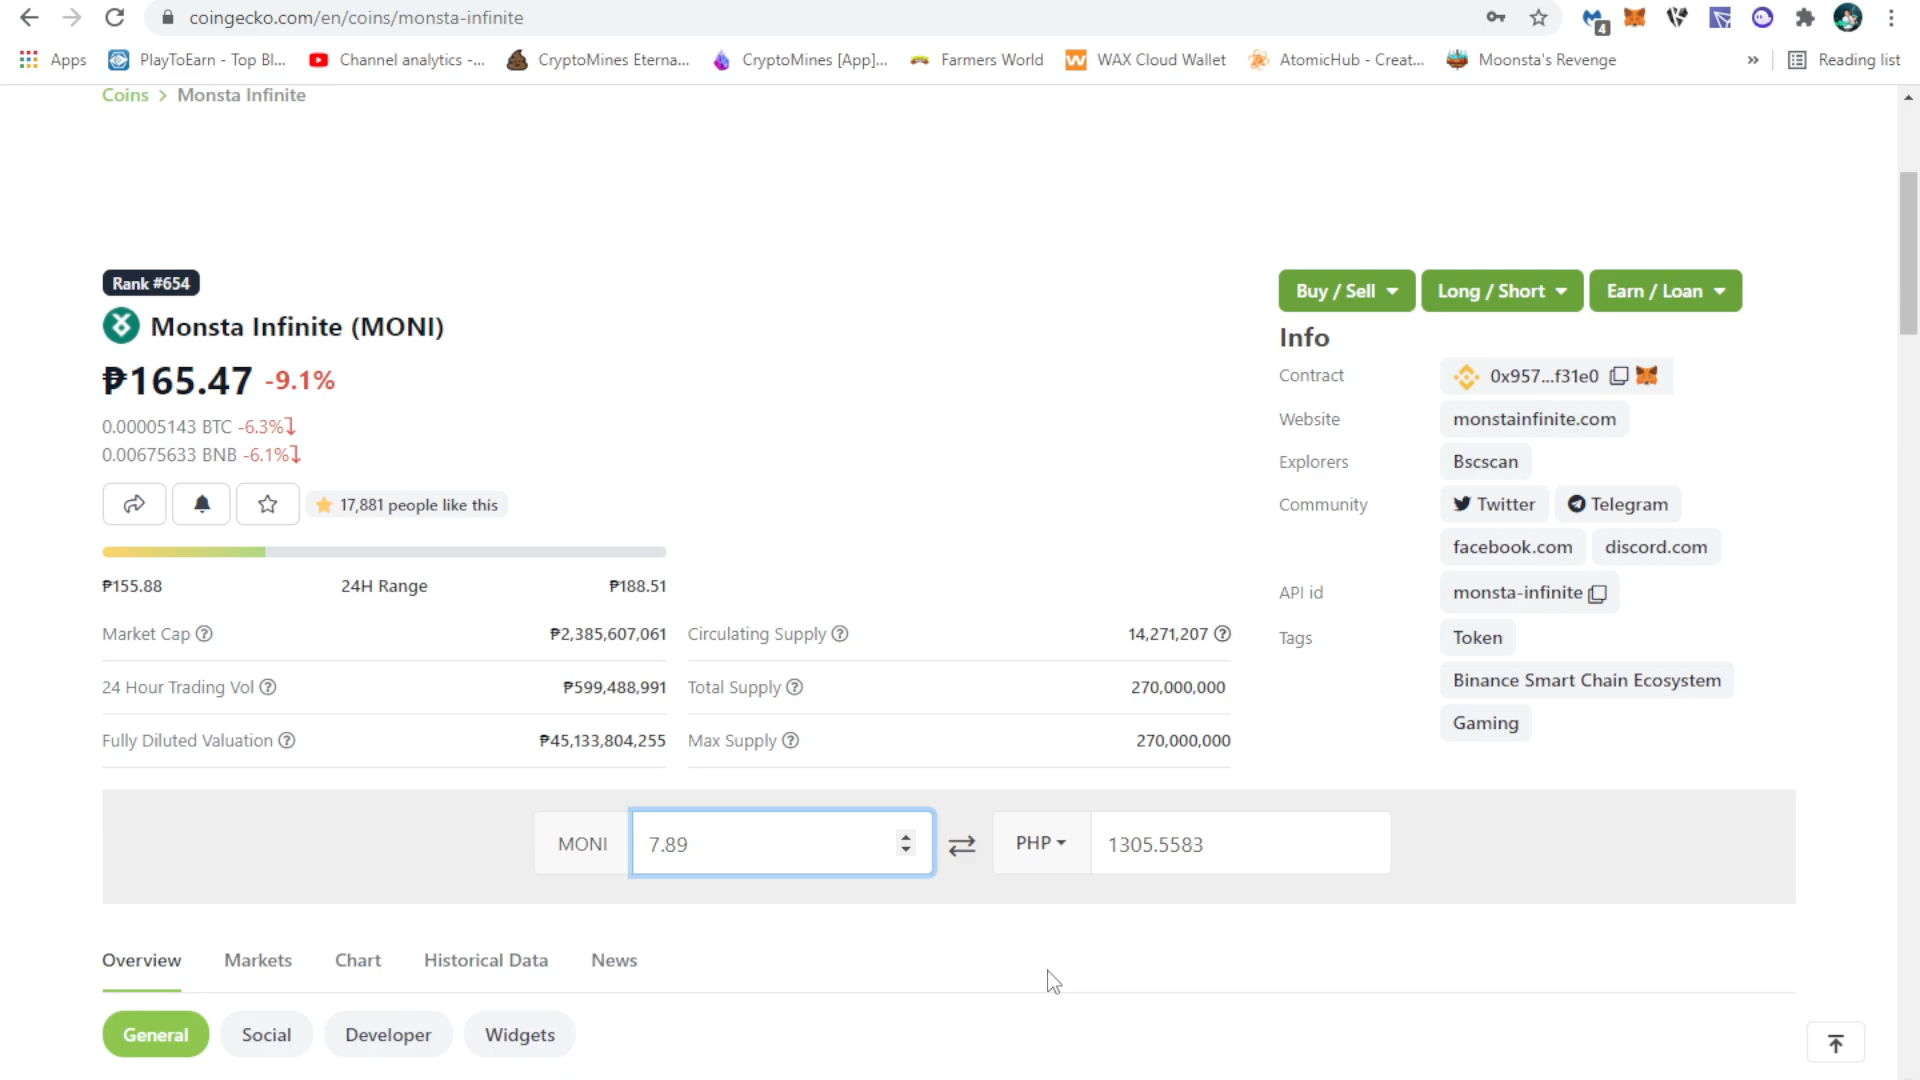 coingecko.com/en/coins/monsta-infinite
4
Apps PlayToEarn - Top Bl... Channel analytics -... CryptoMines Eterna... CryptoMines [App]... Farmers World WAX Cloud Wallet AtomicHub - Creat... Moonsta's Revenge » Reading list
Coins > Monsta Infinite
Rank #654
Monsta Infinite (MONI)
₱165.47 -9.1%
0.00005143 BTC -6.3%
0.00675633 BNB -6.1%
17,881 people like this
₱155.88 24H Range ₱188.51
Market Cap ₱2,385,607,061 Circulating Supply 14,271,207
24 Hour Trading Vol ₱599,488,991 Total Supply 270,000,000
Fully Diluted Valuation ₱45,133,804,255 Max Supply 270,000,000
Buy / Sell Long / Short Earn / Loan
Info
Contract 0x957...f31e0
Website monstainfinite.com
Explorers Bscscan
Community Twitter Telegram
facebook.com discord.com
API id monsta-infinite
Tags Token
Binance Smart Chain Ecosystem
Gaming
MONI 7.89 PHP 1305.5583
Overview Markets Chart Historical Data News
General Social Developer Widgets